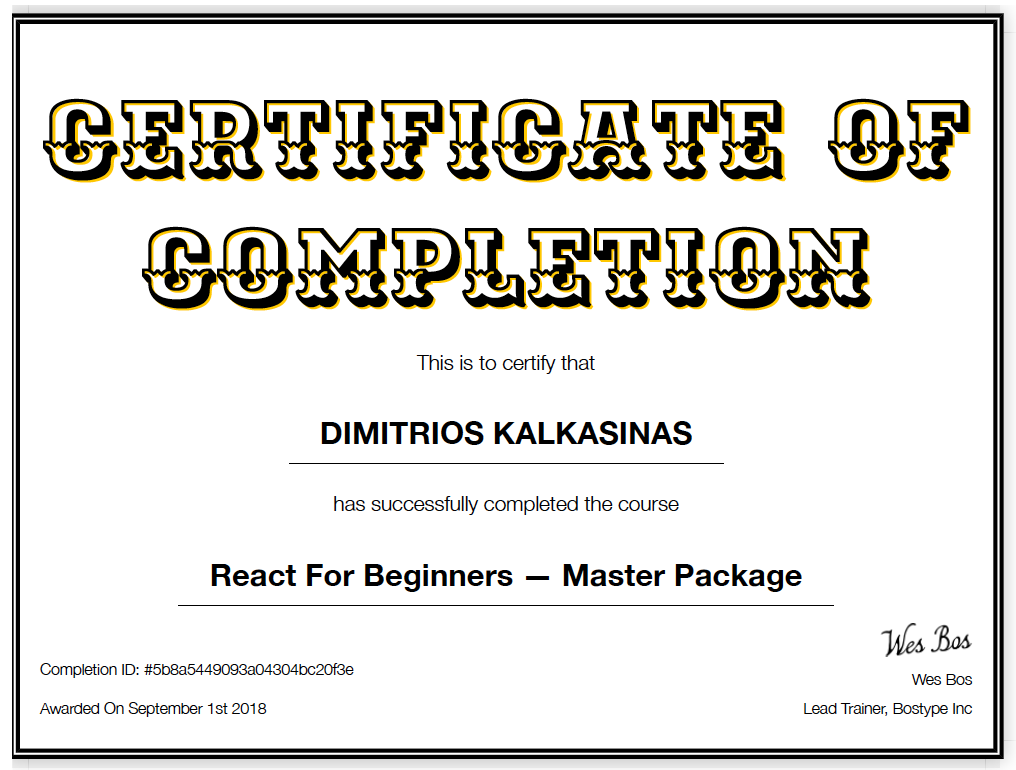 CERTIFICATE OF
COMPLETION
This is to certify that
DIMITRIOS KALKASINAS
has successfully completed the course
React For Beginners — Master Package
Wes Bos
Completion ID: #5b8a5449093a04304bc20f3e
Wes Bos
Awarded On September 1st 2018
Lead Trainer, Bostype Inc